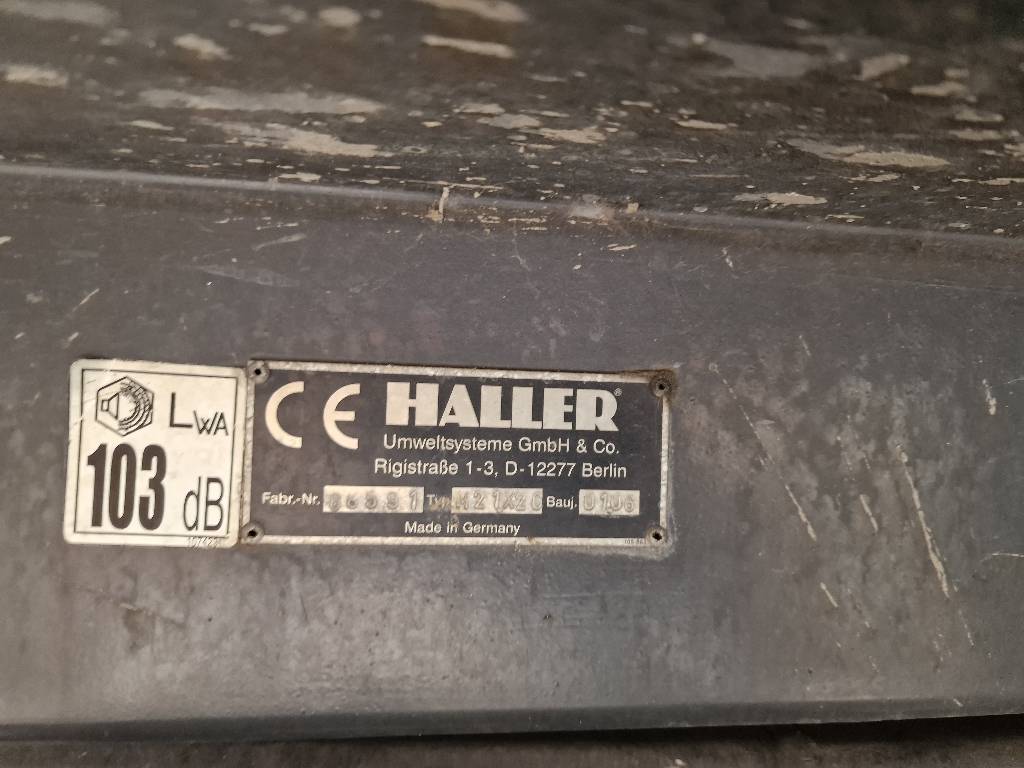 LWA
103
dB
CE HALLER®
Umweltsysteme GmbH & Co.
Rigistraße 1-3, D-12277 Berlin
Fabr.-Nr. Typ Bauj.
Made in Germany